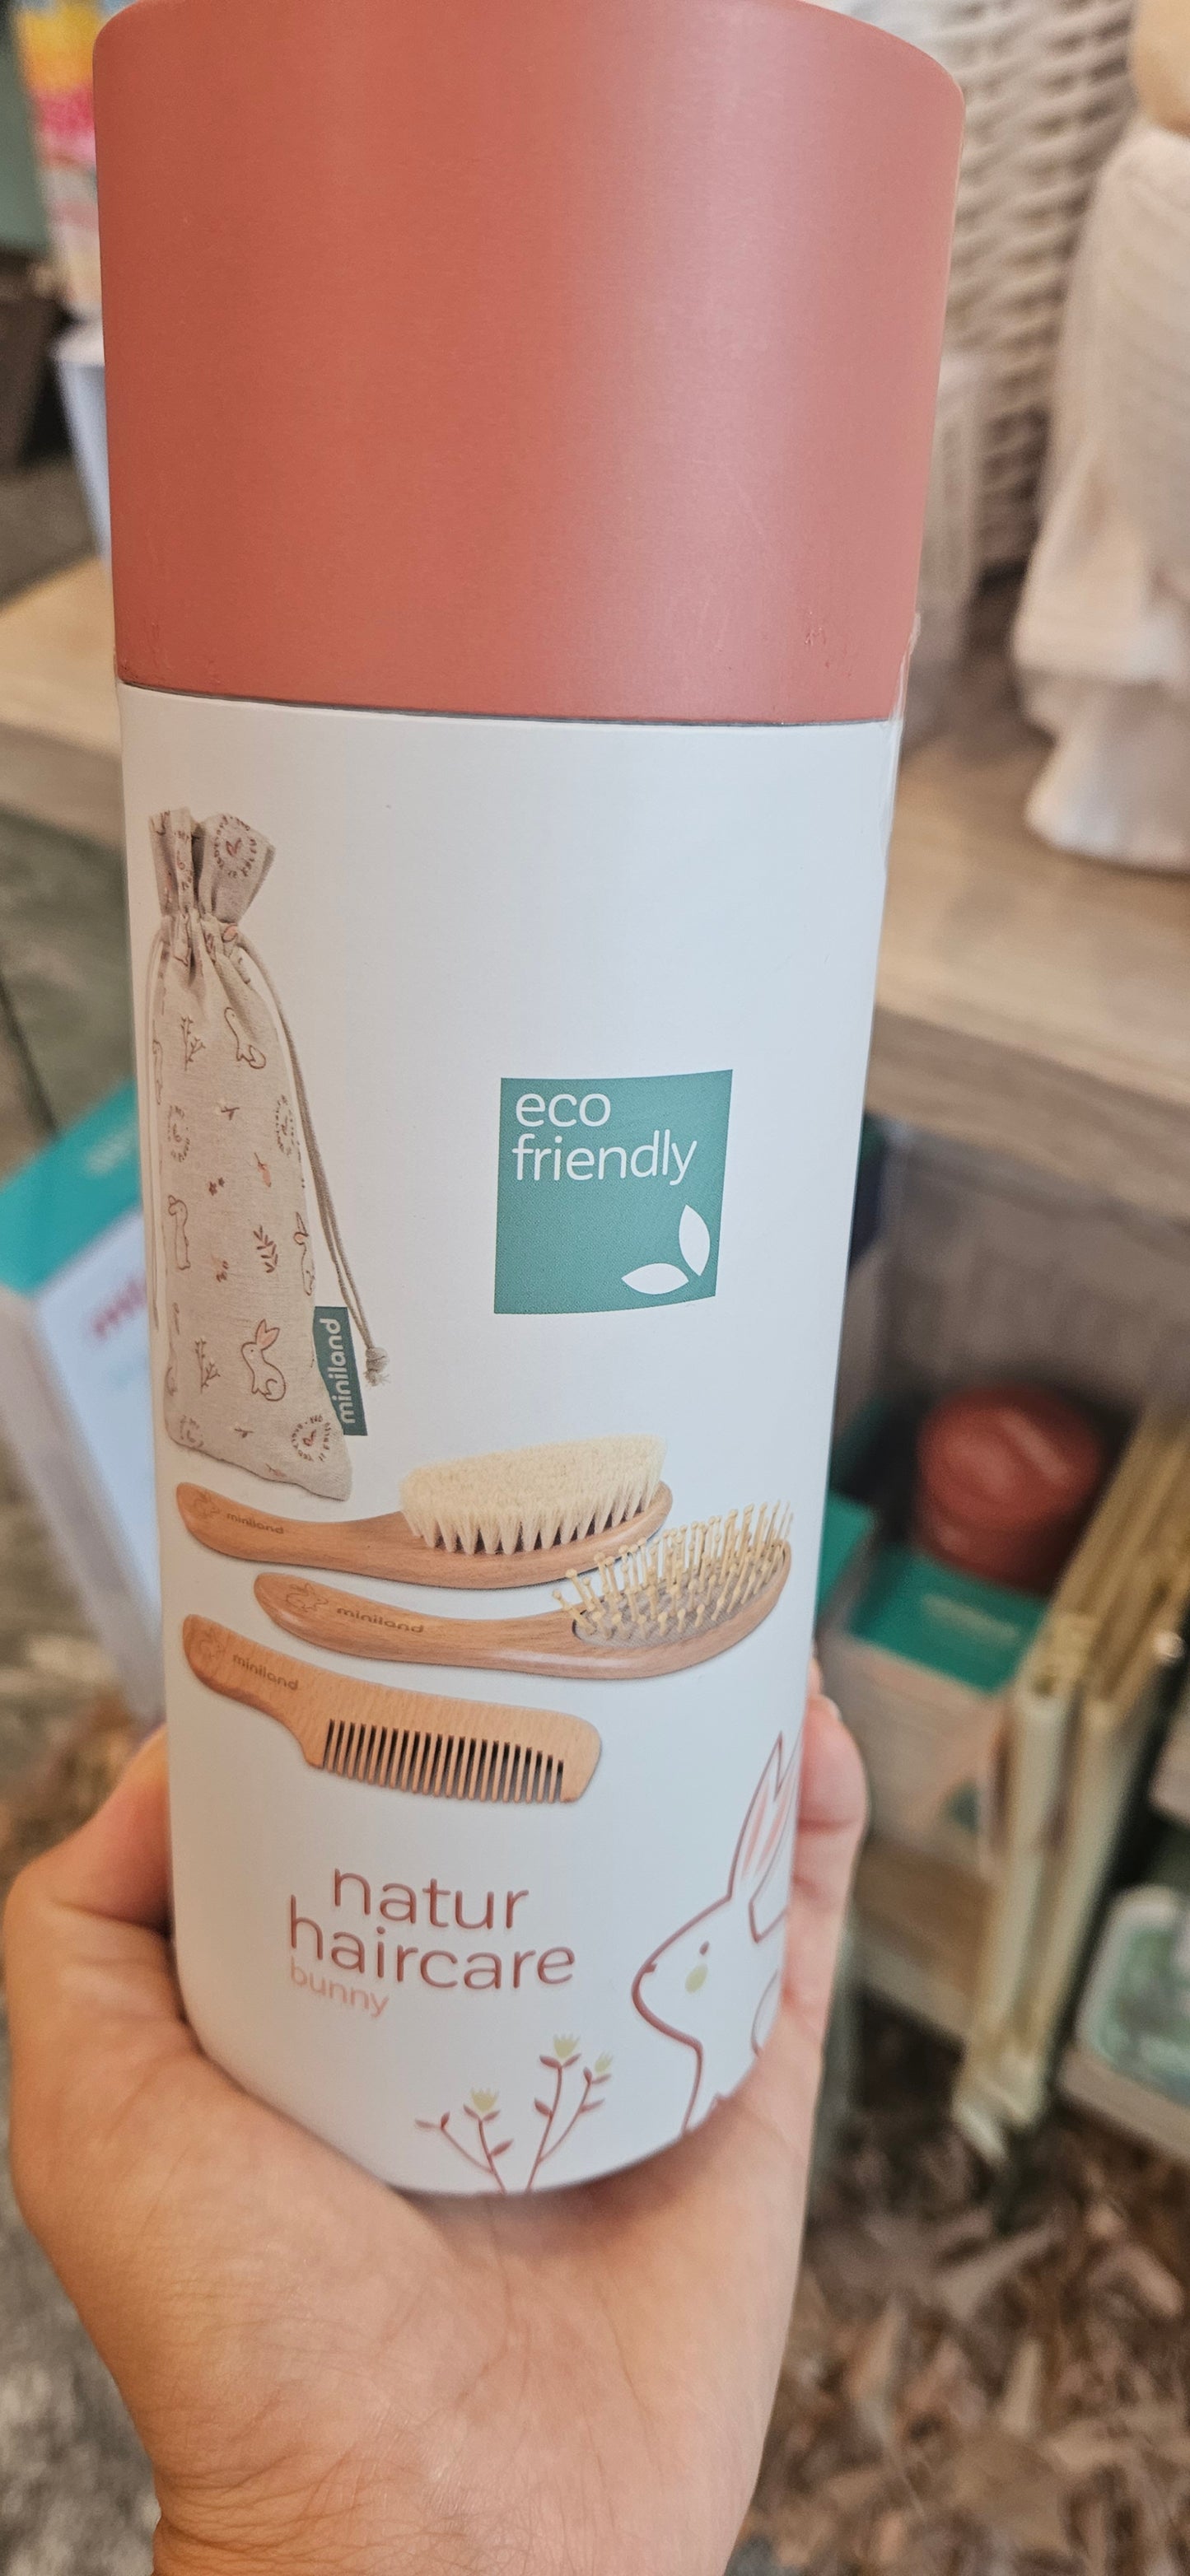 eco
friendly
miniland
miniland
miniland
miniland
natur
haircare
bunny